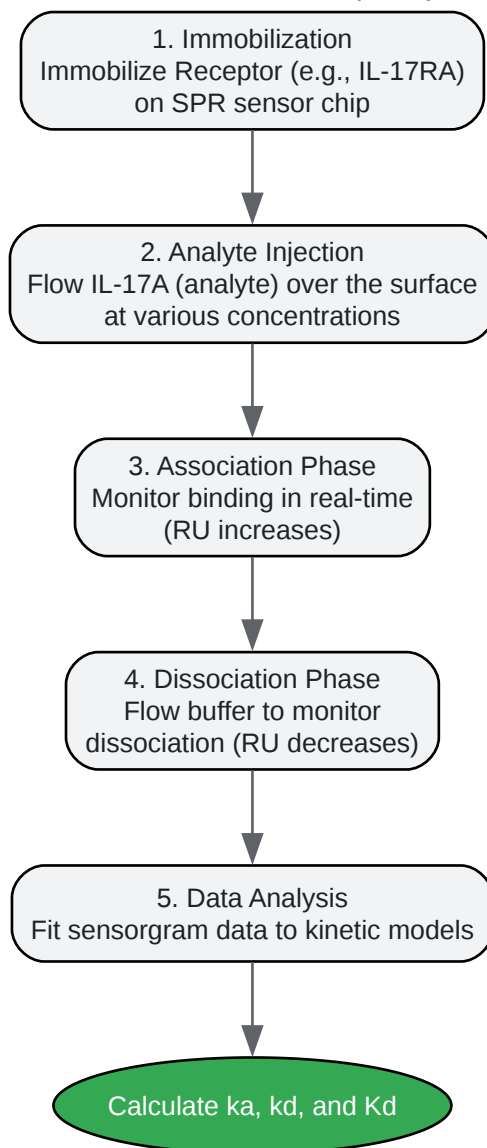 1. Immobilization
Immobilize Receptor (e.g., IL-17RA)
on SPR sensor chip
2. Analyte Injection
Flow IL-17A (analyte) over the surface
at various concentrations
3. Association Phase
Monitor binding in real-time
(RU increases)
4. Dissociation Phase
Flow buffer to monitor
dissociation (RU decreases)
5. Data Analysis
Fit sensorgram data to kinetic models
Calculate ka, kd, and Kd